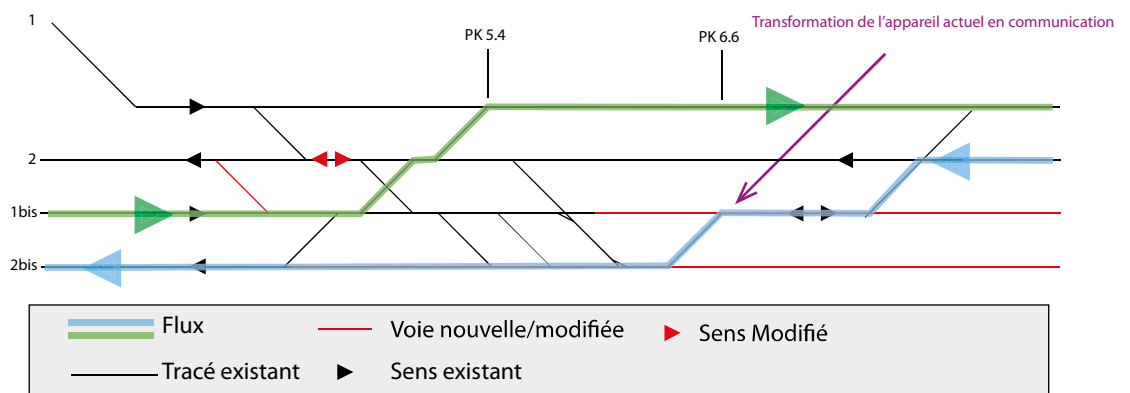 1
Transformation de l'appareil actuel en communication
PK 5.4
PK 6.6
2
1bis
2bis
Flux
Voie nouvelle/modifiée
Sens Modifié
Tracé existant
Sens existant